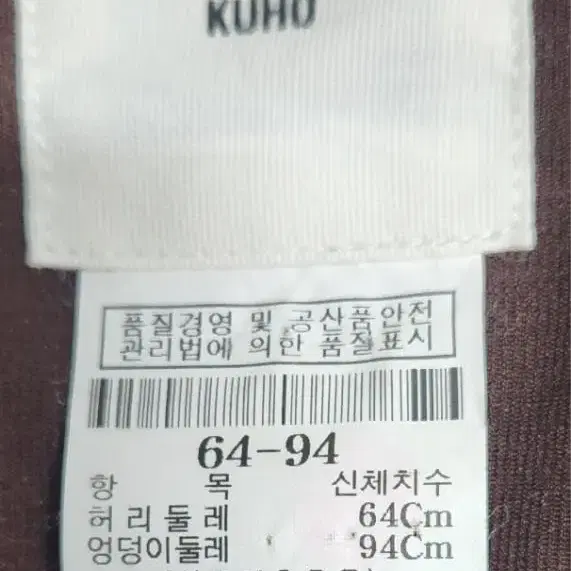 KUHO
품질경영 및 공산품안전
관리법에 의한 품질표시
64-94
항 목 신체치수
허리둘레 64Cm
엉덩이둘레 94Cm